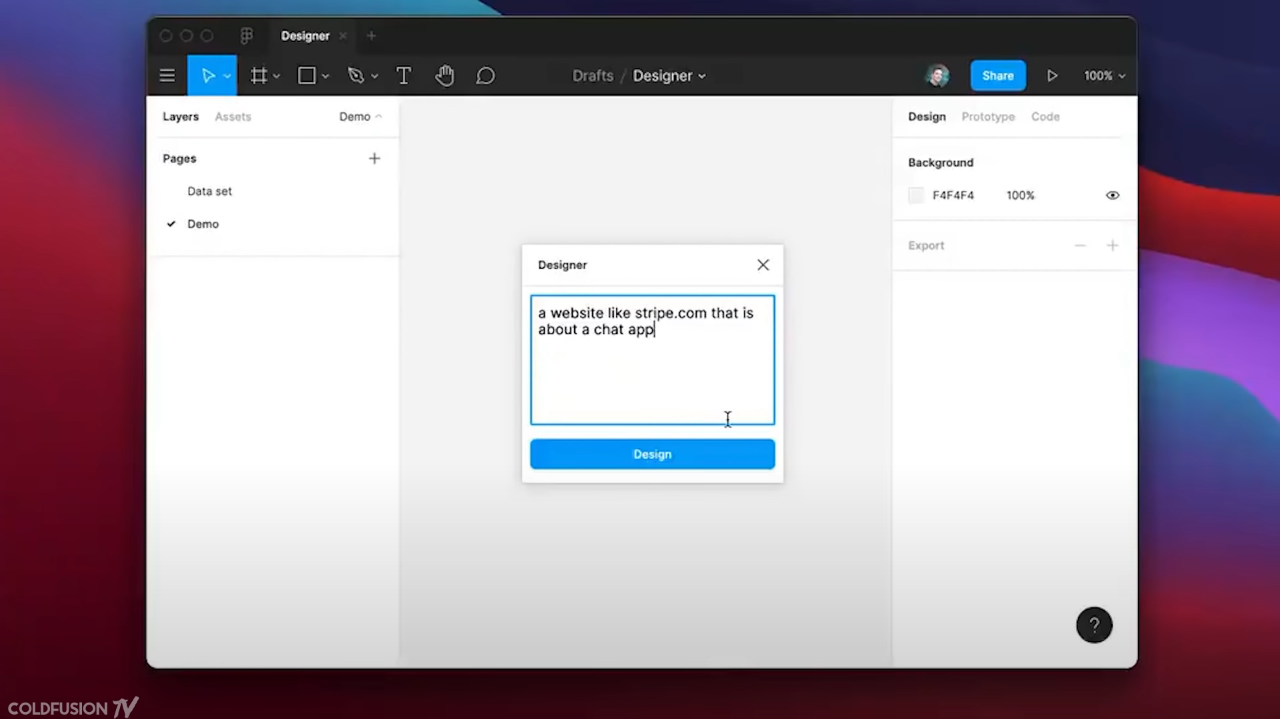 Designer
Drafts / Designer
Share
100%
Layers
Assets
Demo
Design
Prototype
Code
Pages
Data set
Demo
Background
F4F4F4
100%
Export
Designer
a website like stripe.com that is
about a chat app
Design
?
COLDFUSION TV